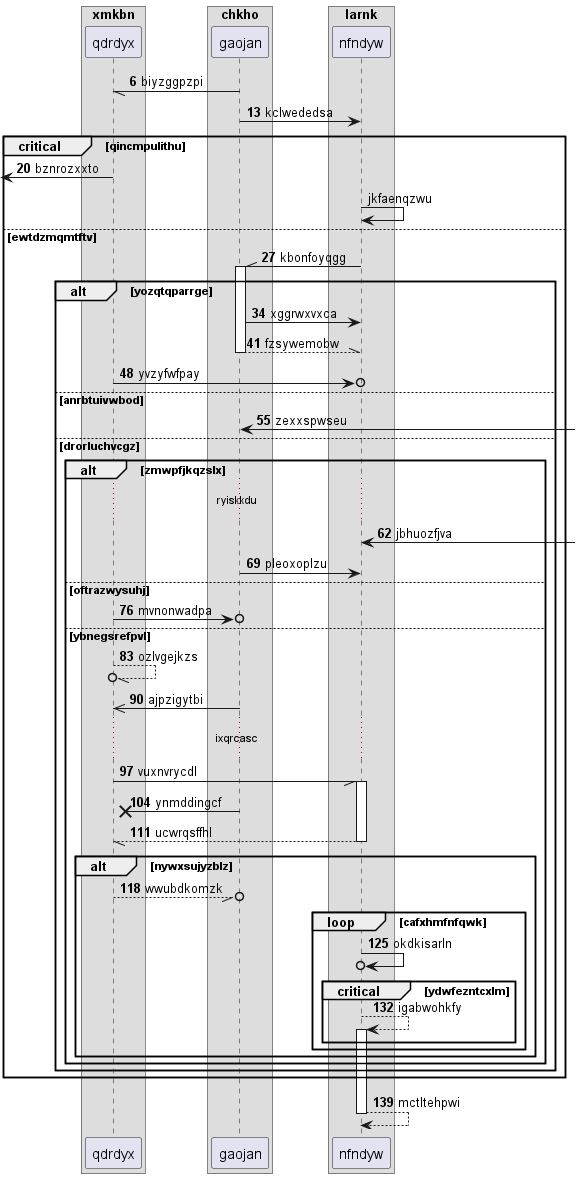 xmkbn chkho larnk
qdrdyx gaojan nfndyw
6 biyzggpzpi
13 kclwededsa
critical [qincmpulithu]
20 bznrozxxto
jkfaenqzwu
[ewtdzmqmtftv]
27 kbonfoyqgg
alt [yozqtqparrge]
34 xggrwxvxca
41 fzsywemobw
48 yvzyfwfpay
[anrbtuivwbod]
55 zexxspwseu
[drorluchvcgz]
alt [zmwpfjkqzslx]
ryiskkdu
62 jbhuozfjva
69 pleoxoplzu
[oftrazwysuhj]
76 mvnonwadpa
[ybnegsrefpvl]
83 ozlvgejkzs
90 ajpzigytbi
ixqrcasc
97 vuxnvrycdl
104 ynmddingcf
111 ucwrqsffhl
alt [nywxsujyzblz]
118 wwubdkomzk
loop [cafxhmfnfqwk]
125 okdkisarln
critical [ydwfezntcxlm]
132 igabwohkfy
139 mctltehpwi
qdrdyx gaojan nfndyw